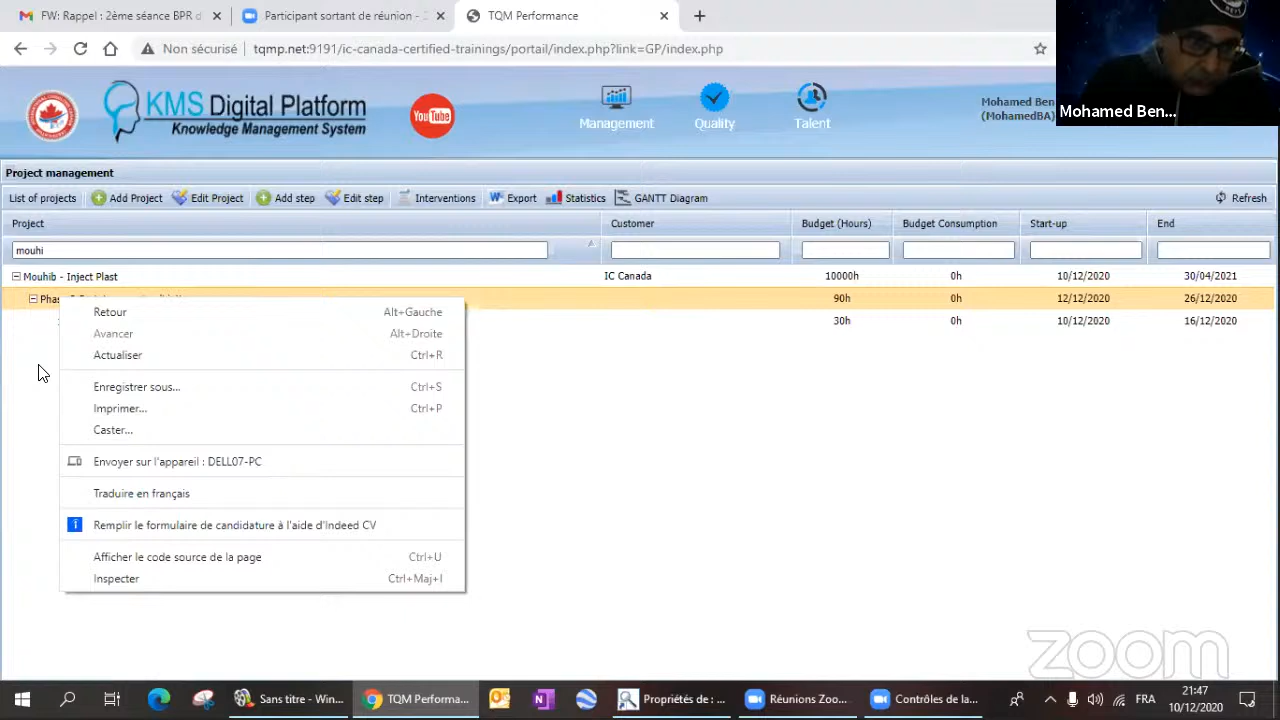 FW: Rappel : 2ème séance BPR d
Participant sortant de réunion -
TQM Performance
Non sécurisé
tqmp.net:9191/ic-canada-certified-trainings/portail/index.php?link=GP/index.php
KMS Digital Platform
Knowledge Management System
YouTube
Management
Quality
Talent
Mohamed Ben
(MohamedBA)
Mohamed Ben...
Project management
List of projects
Add Project
Edit Project
Add step
Edit step
Interventions
Export
Statistics
GANTT Diagram
Refresh
Project
Customer
Budget (Hours)
Budget Consumption
Start-up
End
mouhi
Mouhib - Inject Plast
IC Canada
10000h
0h
10/12/2020
30/04/2021
90h
0h
12/12/2020
26/12/2020
30h
0h
10/12/2020
16/12/2020
Retour Alt+Gauche
Avancer Alt+Droite
Actualiser Ctrl+R
Enregistrer sous... Ctrl+S
Imprimer... Ctrl+P
Caster...
Envoyer sur l'appareil : DELL07-PC
Traduire en français
Remplir le formulaire de candidature à l'aide d'Indeed CV
Afficher le code source de la page Ctrl+U
Inspecter Ctrl+Maj+I
zoom
Sans titre - Win...
TQM Performa...
Propriétés de : ...
Réunions Zoo...
Contrôles de la...
FRA
21:47
10/12/2020